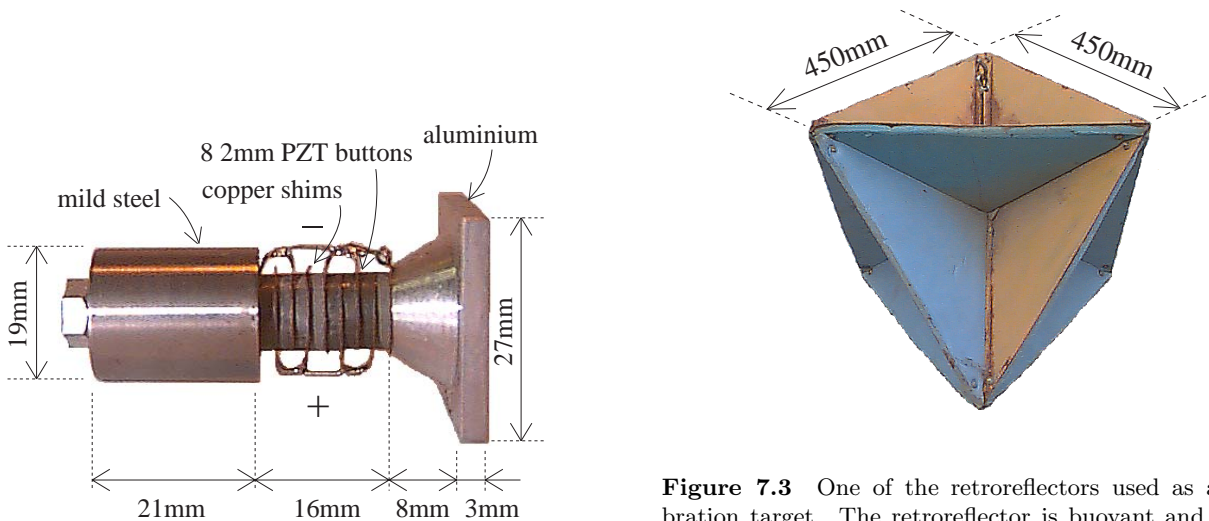 aluminium
8 2mm PZT buttons
copper shims
mild steel
−
19mm
27mm
+
21mm 16mm 8mm 3mm
450mm 450mm
Figure 7.3 One of the retroreflectors used as a
bration target. The retroreflector is buoyant and